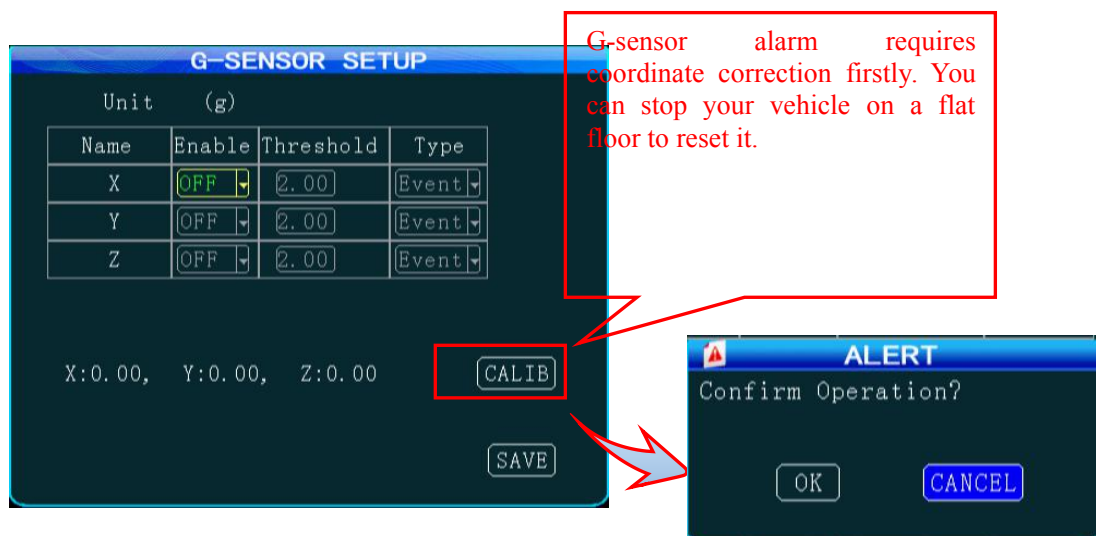 G-SENSOR SETUP
Unit (g)
Name Enable Threshold Type
X OFF 2.00 Event
Y OFF 2.00 Event
Z OFF 2.00 Event
X:0.00, Y:0.00, Z:0.00 CALIB
SAVE
G-sensor alarm requires
coordinate correction firstly. You
can stop your vehicle on a flat
floor to reset it.
ALERT
Confirm Operation?
OK CANCEL